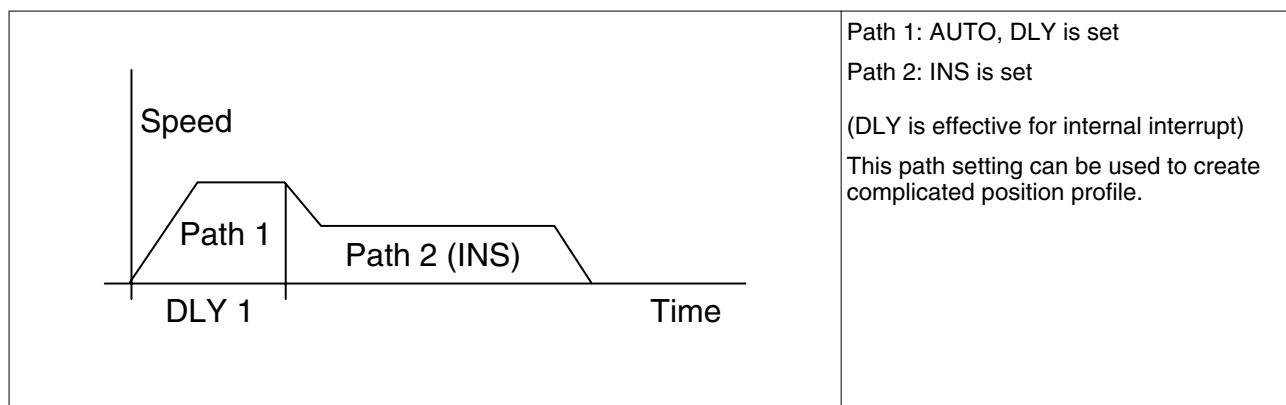 Speed
Path 1
Path 2 (INS)
DLY 1
Time
Path 1: AUTO, DLY is set
Path 2: INS is set
(DLY is effective for internal interrupt)
This path setting can be used to create
complicated position profile.